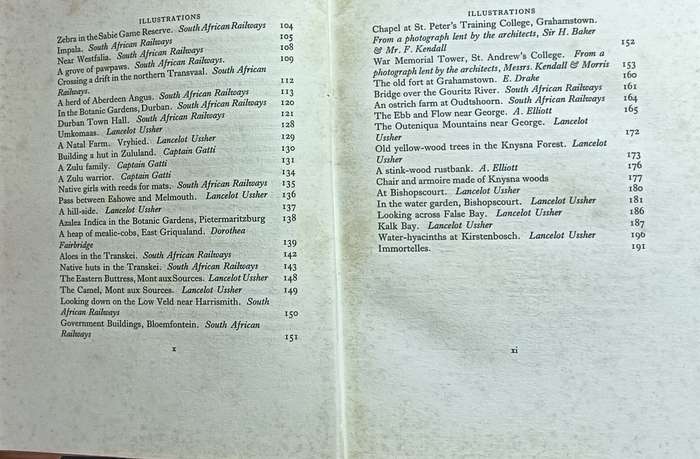 ILLUSTRATIONS
Zebra in the Sabie Game Reserve. South African Railways 104
Impala. South African Railways 105
Near Westfalia. South African Railways 108
A grove of pawpaws. South African Railways. 109
Crossing a drift in the northern Transvaal. South African
Railways. 112
A herd of Aberdeen Angus. South African Railways 113
In the Botanic Gardens, Durban. South African Railways 120
Durban Town Hall. South African Railways 121
Umkomaas. Lancelot Ussher 128
A Natal Farm. Vryhied. Lancelot Ussher 129
Building a hut in Zululand. Captain Gatti 130
A Zulu family. Captain Gatti 131
A Zulu warrior. Captain Gatti 134
Native girls with reeds for mats. South African Railways 135
Pass between Eshowe and Melmouth. Lancelot Ussher 136
A hill-side. Lancelot Ussher 137
Azalea Indica in the Botanic Gardens, Pietermaritzburg 138
A heap of mealie-cobs, East Griqualand. Dorothea
Fairbridge 139
Aloes in the Transkei. South African Railways 142
Native huts in the Transkei. South African Railways 143
The Eastern Buttress, Mont aux Sources. Lancelot Ussher 148
The Camel, Mont aux Sources. Lancelot Ussher 149
Looking down on the Low Veld near Harrismith. South
African Railways 150
Government Buildings, Bloemfontein. South African
Railways 151
x
ILLUSTRATIONS
Chapel at St. Peter's Training College, Grahamstown.
From a photograph lent by the architects, Sir H. Baker
& Mr. F. Kendall 152
War Memorial Tower, St. Andrew's College. From a
photograph lent by the architects, Messrs. Kendall & Morris 153
The old fort at Grahamstown. E. Drake 160
Bridge over the Gouritz River. South African Railways 161
An ostrich farm at Oudtshoorn. South African Railways 164
The Ebb and Flow near George. A. Elliott 165
The Outeniqua Mountains near George. Lancelot
Ussher 172
Old yellow-wood trees in the Knysna Forest. Lancelot
Ussher 173
A stink-wood rustbank. A. Elliott 176
Chair and armoire made of Knysna woods 177
At Bishopscourt. Lancelot Ussher 180
In the water garden, Bishopscourt. Lancelot Ussher 181
Looking across False Bay. Lancelot Ussher 186
Kalk Bay. Lancelot Ussher 187
Water-hyacinths at Kirstenbosch. Lancelot Ussher 190
Immortelles. 191
xi